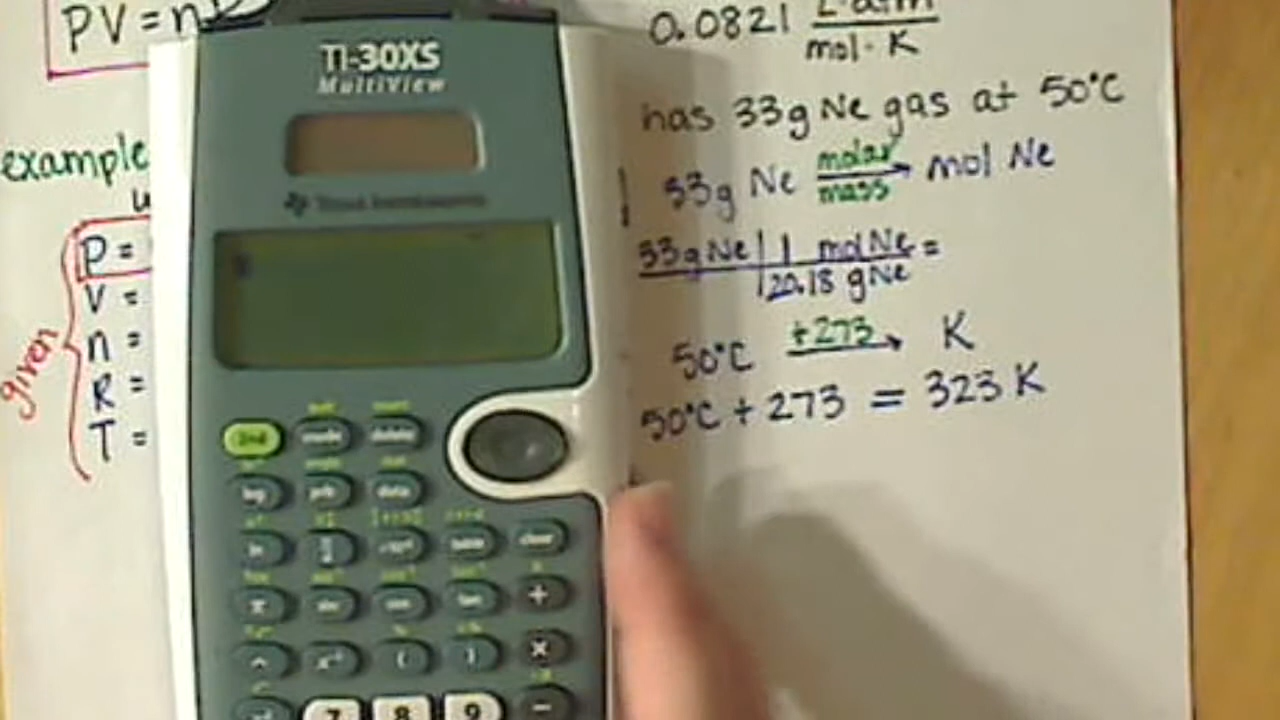 PV = n
0.0821 L·atm
mol·K
TI-30XS
MultiView
Texas Instruments
example
has 33g Ne gas at 50°C
33g Ne molar mass mol Ne
33g Ne | 1 mol Ne =
20.18 gNe
given
P =
V =
n =
R =
T =
50°C +273 K
50°C + 273 = 323 K
2nd
mode
delete
log
prb
data
ln
table
clear
π
sin
cos
tan
+
^
x⁻¹
(
)
×
7
8
9
−